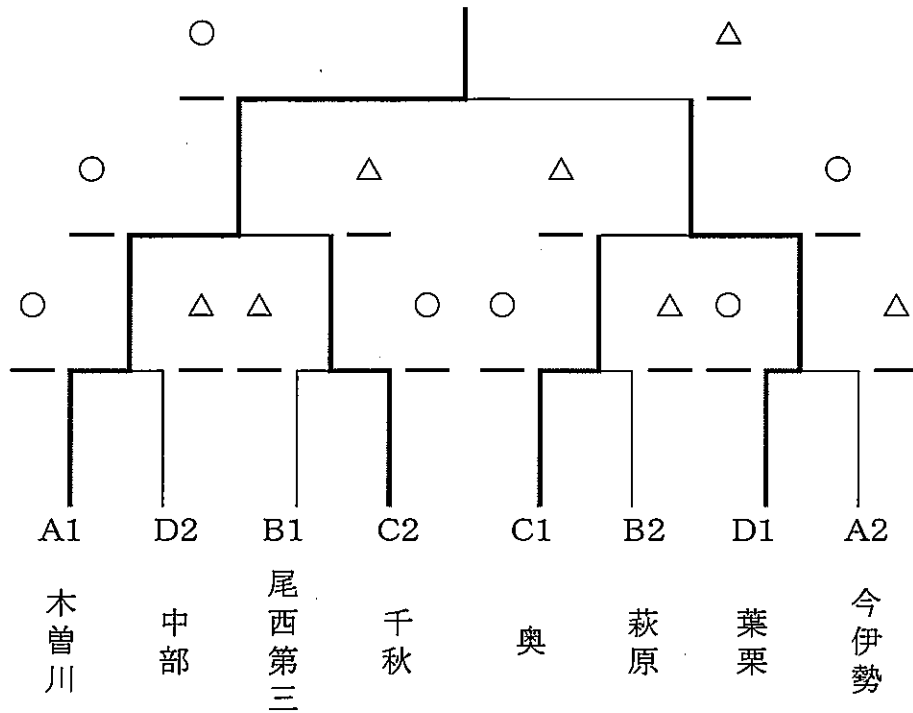 ○ △
○ △ △ ○
○ △ △ ○ ○ △ ○ △
A1 D2 B1 C2 C1 B2 D1 A2
木曽川
中部
尾西第三
千秋
奥
萩原
葉栗
今伊勢